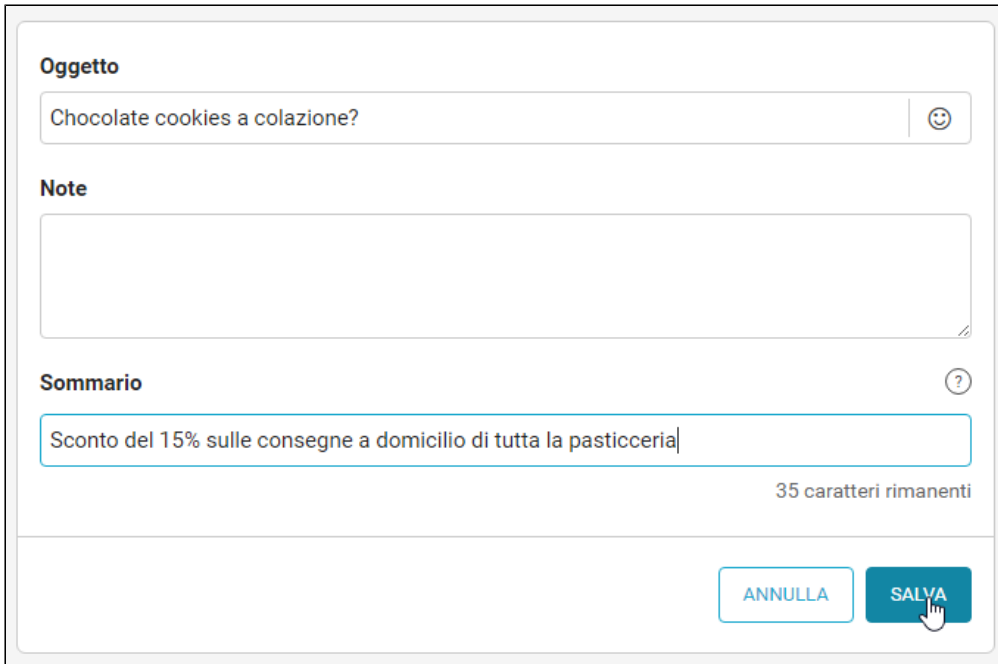 Oggetto
Chocolate cookies a colazione?
Note
Sommario
?
Sconto del 15% sulle consegne a domicilio di tutta la pasticceria
35 caratteri rimanenti
ANNULLA SALVA